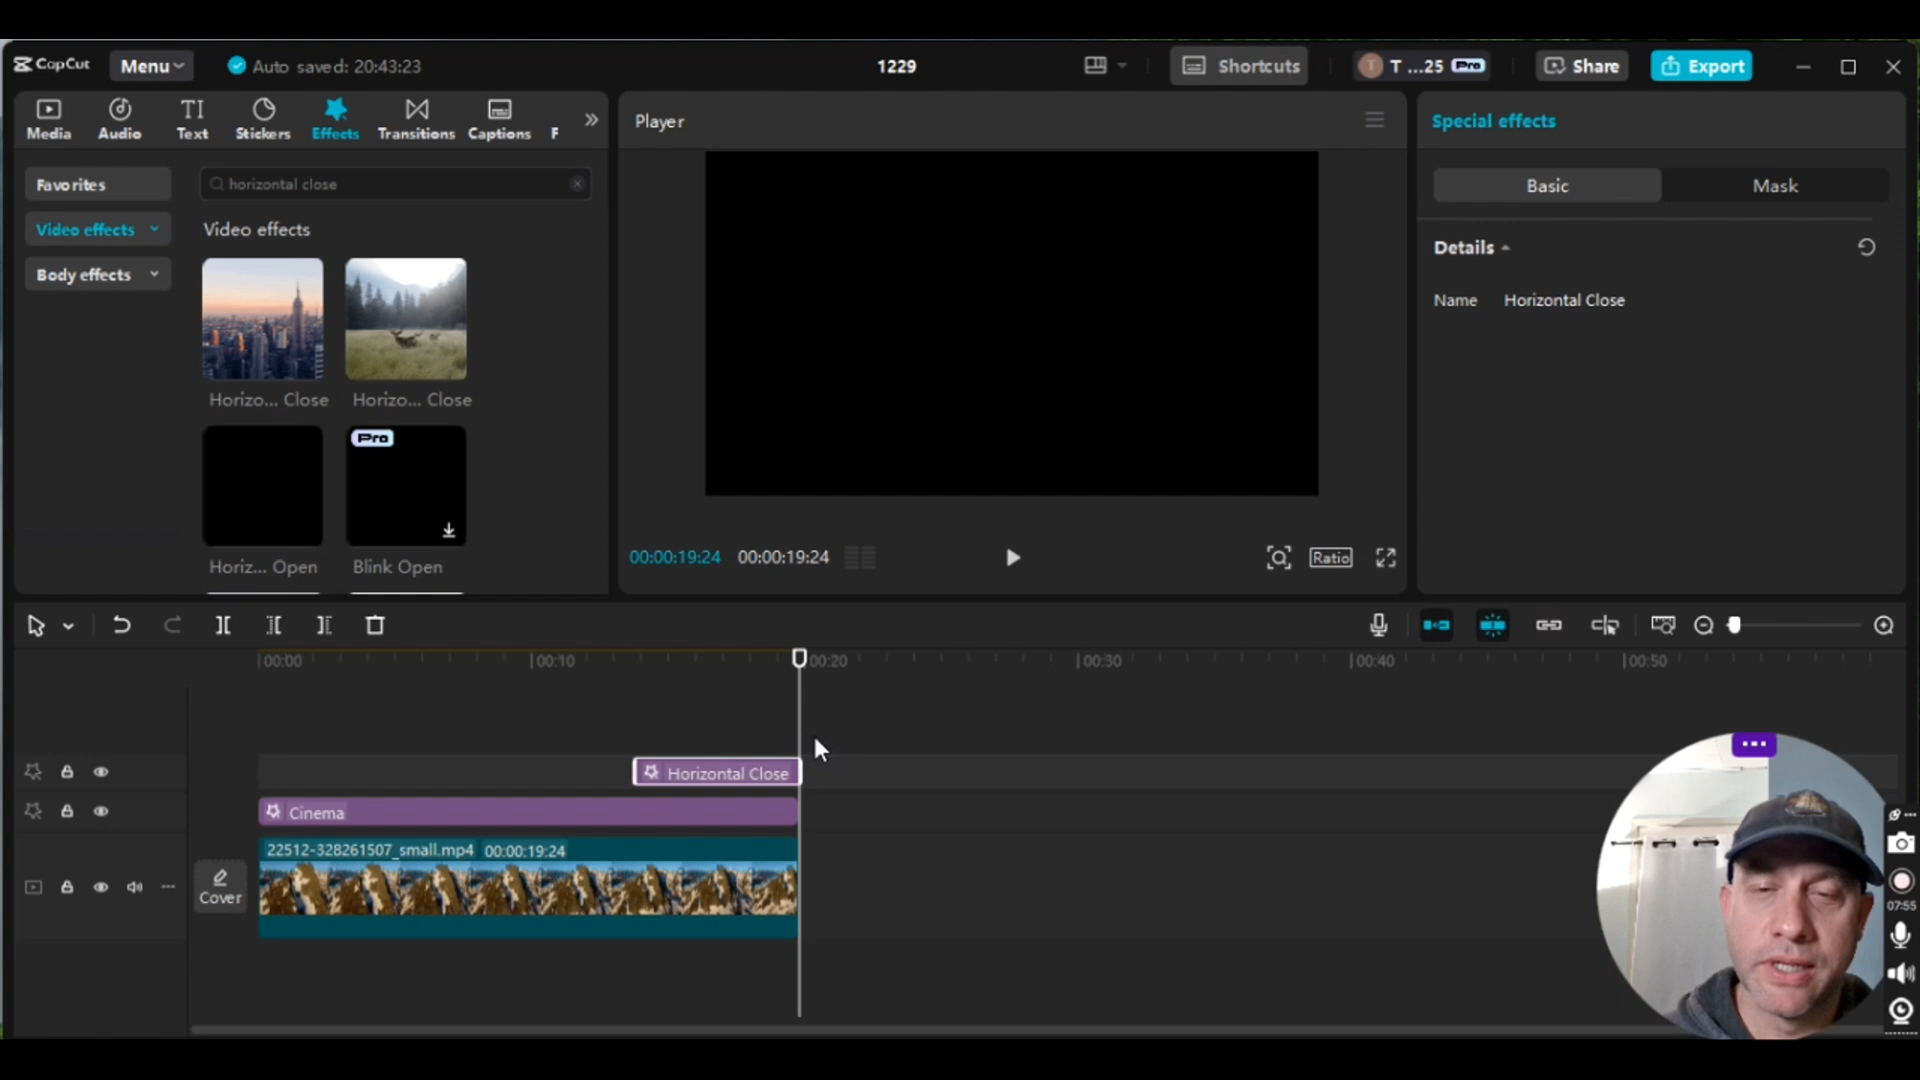 CapCut
Menu
Auto saved: 20:43:23
1229
Shortcuts
T ...25
Pro
Share
Export
Media
Audio
TI
Text
Stickers
Effects
Transitions
Captions
F
Player
Special effects
Favorites
horizontal close
Basic
Mask
Video effects
Video effects
Body effects
Details
Name
Horizontal Close
Horizo... Close
Horizo... Close
Pro
Horiz... Open
Blink Open
00:00:19:24
00:00:19:24
Ratio
00:00
00:10
00:20
00:30
00:40
00:50
Horizontal Close
Cinema
22512-328261507_small.mp4
00:00:19:24
Cover
07:55